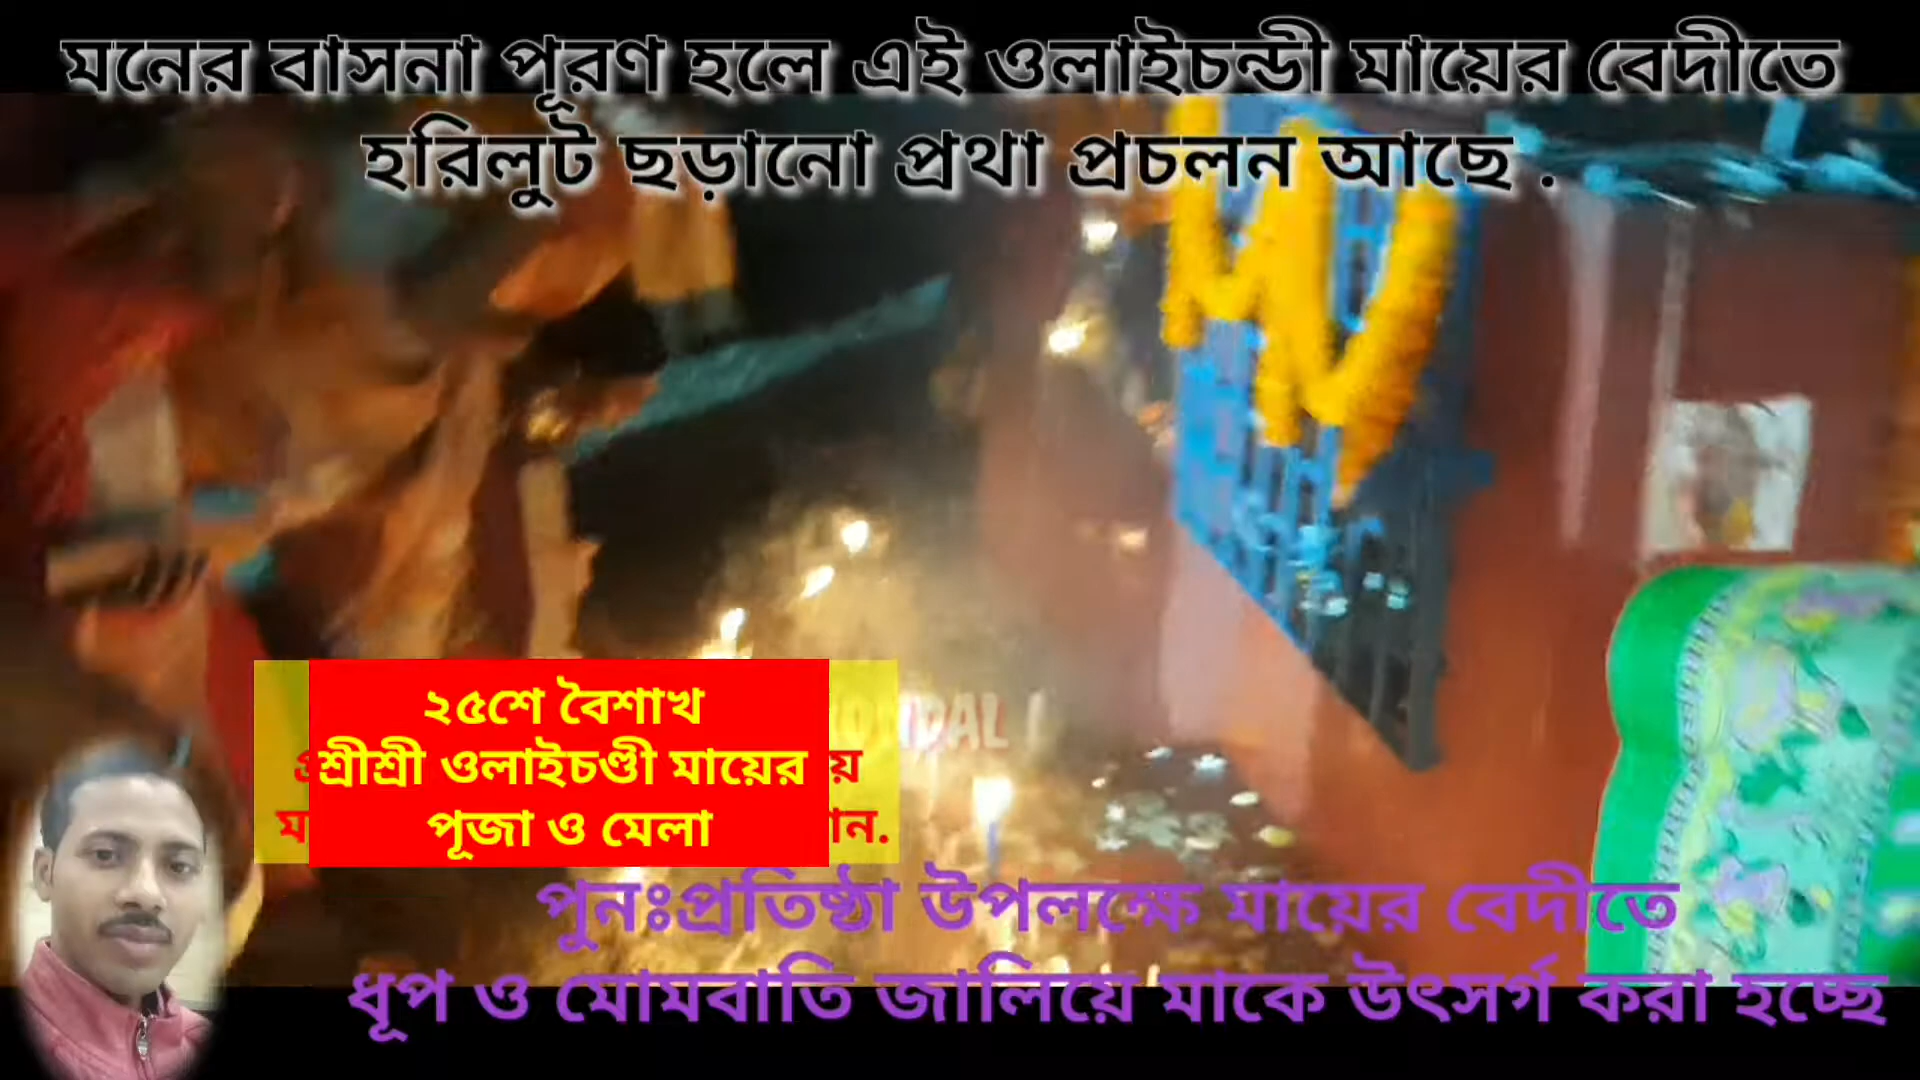 মনের বাসনা পূরণ হলে এই ওলাইচন্ডী মায়ের বেদীতে
হরিলুট ছড়ানো প্রথা প্রচলন আছে .
২৫শে বৈশাখ
শ্রীশ্রী ওলাইচণ্ডী মায়ের
পূজা ও মেলা
পুনঃপ্রতিষ্ঠা উপলক্ষে মায়ের বেদীতে
ধূপ ও মোমবাতি জালিয়ে মাকে উৎসর্গ করা হচ্ছে